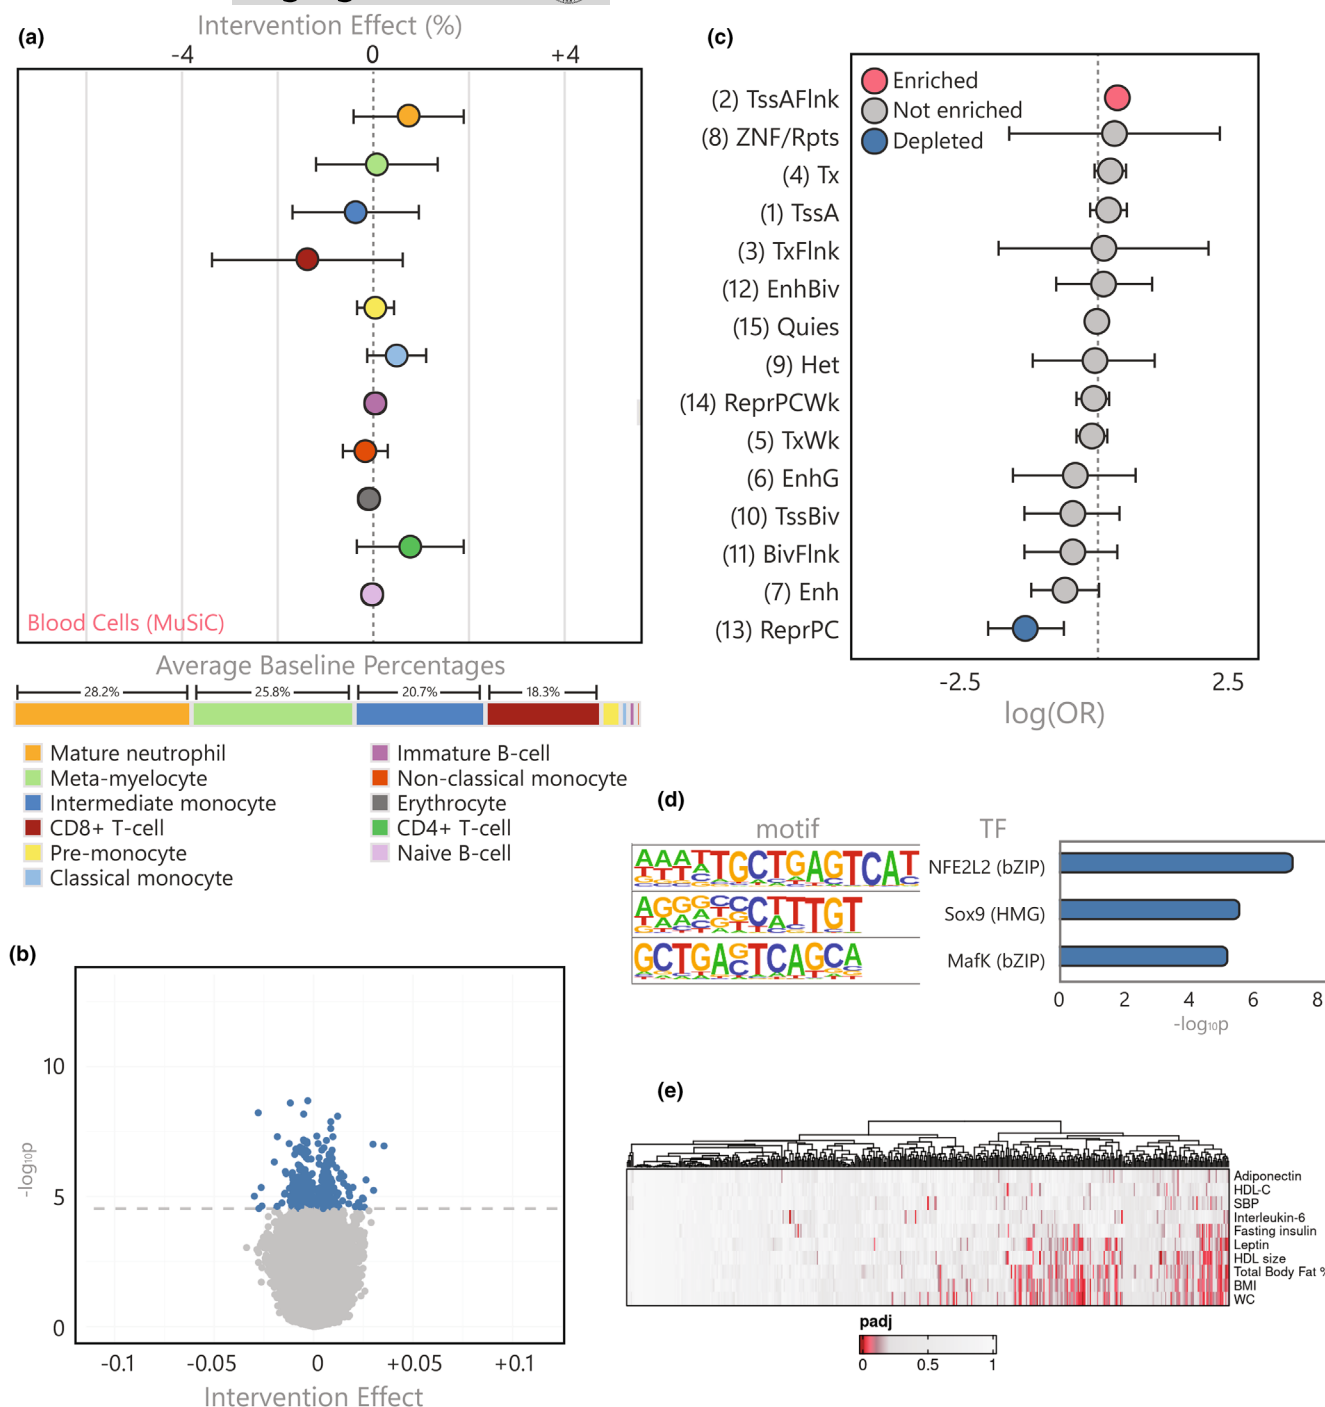 (a)
Intervention Effect (%)
-4 0 +4
Blood Cells (MuSiC)
Average Baseline Percentages
28.2% 25.8% 20.7% 18.3%
Mature neutrophil
Meta-myelocyte
Intermediate monocyte
CD8+ T-cell
Pre-monocyte
Classical monocyte
Immature B-cell
Non-classical monocyte
Erythrocyte
CD4+ T-cell
Naive B-cell
(b)
-log10p
10
5
0
-0.1 -0.05 0 +0.05 +0.1
Intervention Effect
(c)
Enriched
Not enriched
Depleted
(2) TssAFlnk
(8) ZNF/Rpts
(4) Tx
(1) TssA
(3) TxFlnk
(12) EnhBiv
(15) Quies
(9) Het
(14) ReprPCWk
(5) TxWk
(6) EnhG
(10) TssBiv
(11) BivFlnk
(7) Enh
(13) ReprPC
-2.5 2.5
log(OR)
(d)
motif TF
NFE2L2 (bZIP)
Sox9 (HMG)
MafK (bZIP)
0 2 4 6 8
-log10p
(e)
Adiponectin
HDL-C
SBP
Interleukin-6
Fasting insulin
Leptin
HDL size
Total Body Fat %
BMI
WC
padj
0 0.5 1